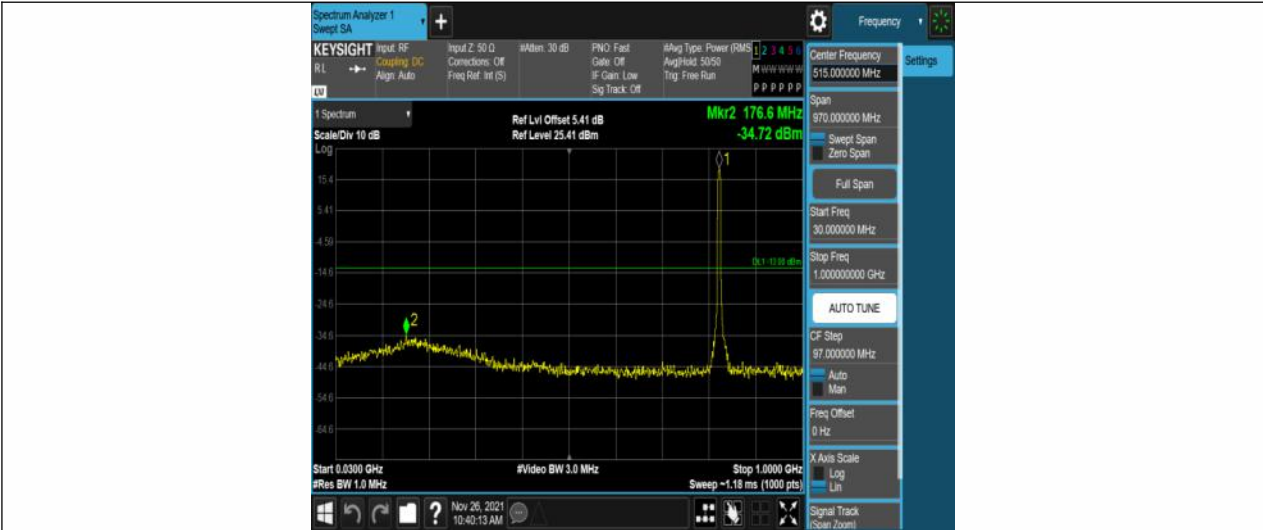 Spectrum Analyzer 1
Swept SA
+
Frequency
KEYSIGHT
Input: RF
Coupling: DC
Align: Auto
Input Z: 50 Ω
Corrections: Off
Freq Ref: Int (S)
#Atten: 30 dB
PNO: Fast
Gate: Off
IF Gain: Low
Sig Track: Off
#Avg Type: Power (RMS
Avg|Hold: 50/50
Trig: Free Run
1 2 3 4 5 6
M W W W W W
P P P P P P
R L
1 Spectrum
Scale/Div 10 dB
Ref Lvl Offset 5.41 dB
Ref Level 25.41 dBm
Mkr2 176.6 MHz
-34.72 dBm
Log
15.4
5.41
-4.59
-14.6
-24.6
-34.6
-44.6
-54.6
-64.6
1
2
DL1 -13.00 dBm
Start 0.0300 GHz
#Res BW 1.0 MHz
#Video BW 3.0 MHz
Stop 1.0000 GHz
Sweep ~1.18 ms (1000 pts)
?
Nov 26, 2021
10:40:13 AM
Center Frequency
515.000000 MHz
Settings
Span
970.000000 MHz
Swept Span
Zero Span
Full Span
Start Freq
30.000000 MHz
Stop Freq
1.000000000 GHz
AUTO TUNE
CF Step
97.000000 MHz
Auto
Man
Freq Offset
0 Hz
X Axis Scale
Log
Lin
Signal Track
(Span Zoom)